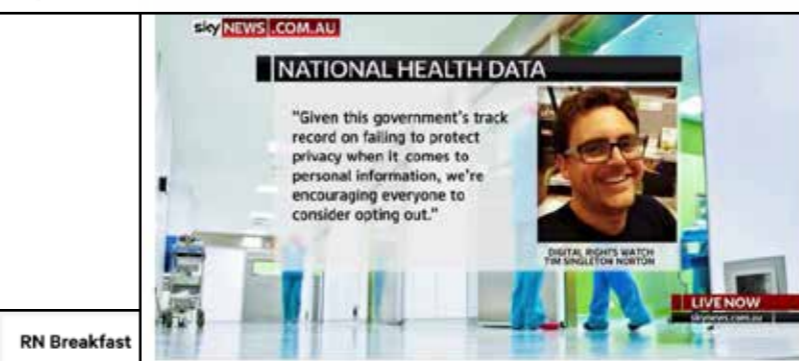 sky NEWS .COM.AU
NATIONAL HEALTH DATA
"Given this government's track
record on failing to protect
privacy when it comes to
personal information, we're
encouraging everyone to
consider opting out."
DIGITAL RIGHTS WATCH
TIM SINGLETON NORTON
LIVE NOW
skynews.com.au
RN Breakfast